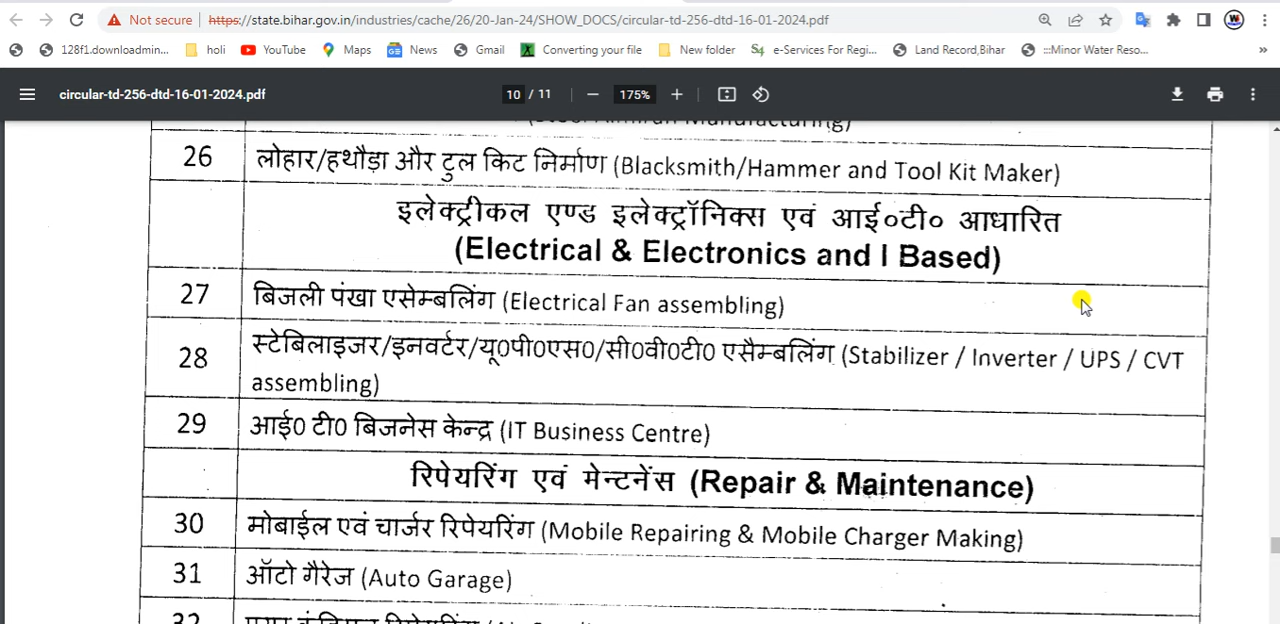 Not secure https://state.bihar.gov.in/industries/cache/26/20-Jan-24/SHOW_DOCS/circular-td-256-dtd-16-01-2024.pdf
128f1.downloadmin... holi YouTube Maps News Gmail Converting your file New folder e-Services For Regi... Land Record,Bihar :::Minor Water Reso... »
circular-td-256-dtd-16-01-2024.pdf 10 / 11 175%
26 लोहार/हथौड़ा और टुल किट निर्माण (Blacksmith/Hammer and Tool Kit Maker)
इलेक्ट्रीकल एण्ड इलेक्ट्रॉनिक्स एवं आई०टी० आधारित
(Electrical & Electronics and I Based)
27 बिजली पंखा एसेम्बलिंग (Electrical Fan assembling)
28 स्टेबिलाइजर/इनवर्टर/यू0पी0एस0/सी0वी0टी0 एसैम्बलिंग (Stabilizer / Inverter / UPS / CVT
assembling)
29 आई0 टी0 बिजनेस केन्द्र (IT Business Centre)
रिपेयरिंग एवं मेन्टनेंस (Repair & Maintenance)
30 मोबाईल एवं चार्जर रिपेयरिंग (Mobile Repairing & Mobile Charger Making)
31 ऑटो गैरेज (Auto Garage)